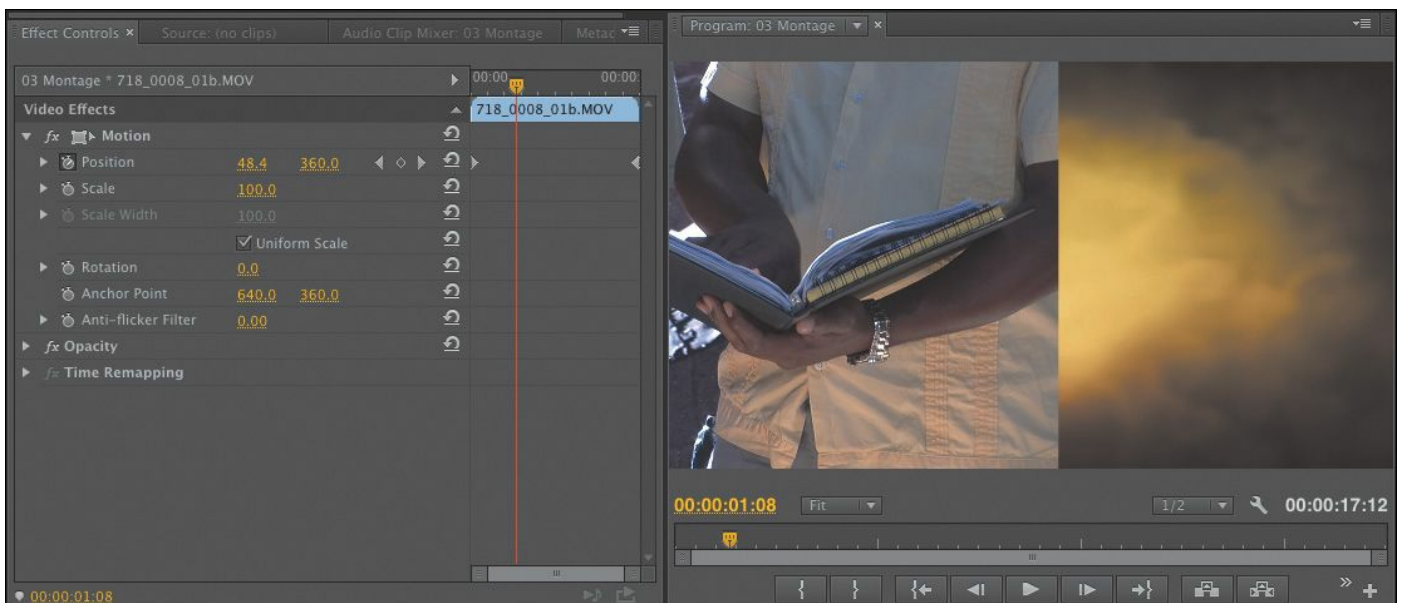 Effect Controls × Source: (no clips) Audio Clip Mixer: 03 Montage Metac
03 Montage * 718_0008_01b.MOV 00:00 00:00:
Video Effects 718_0008_01b.MOV
fx Motion
Position 48.4 360.0
Scale 100.0
Scale Width 100.0
Uniform Scale
Rotation 0.0
Anchor Point 640.0 360.0
Anti-flicker Filter 0.00
fx Opacity
fx Time Remapping
00:00:01:08
Program: 03 Montage ×
00:00:01:08 Fit 1/2 00:00:17:12